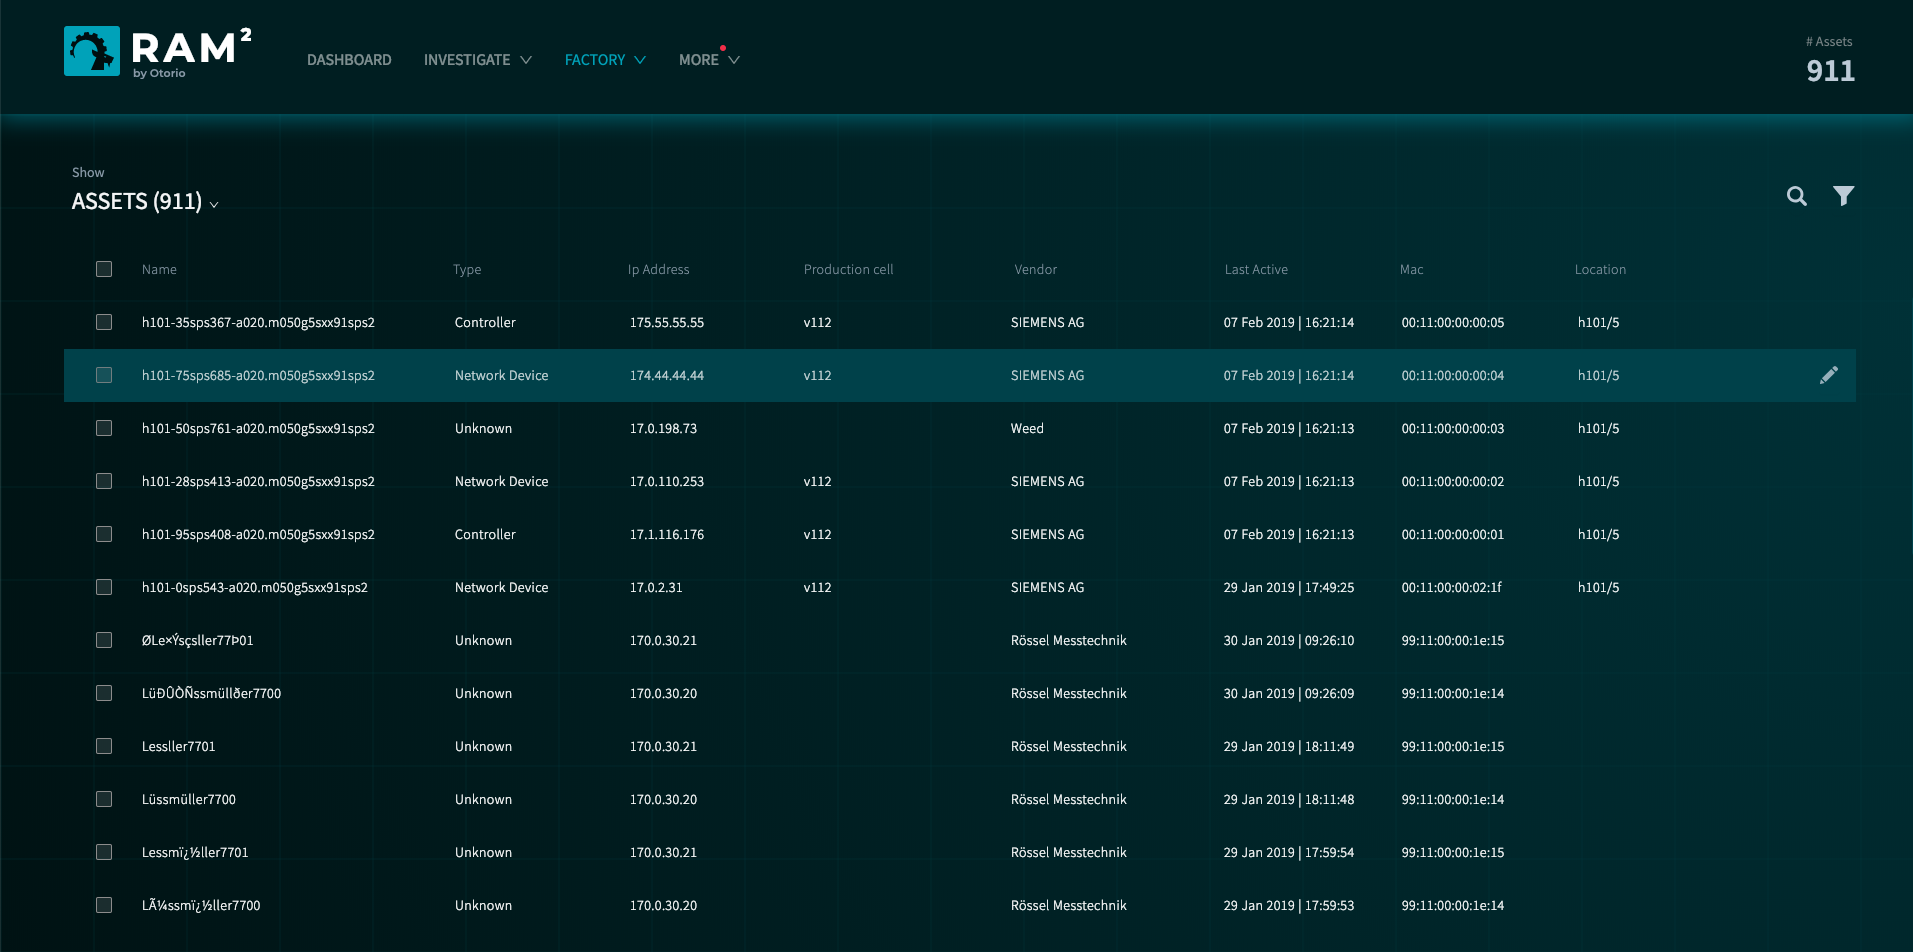 RAM²
by Otorio
DASHBOARD INVESTIGATE FACTORY MORE
# Assets
911
Show
ASSETS (911)
Name Type Ip Address Production cell Vendor Last Active Mac Location
h101-35sps367-a020.m050g5sxx91sps2 Controller 175.55.55.55 v112 SIEMENS AG 07 Feb 2019 | 16:21:14 00:11:00:00:00:05 h101/5
h101-75sps685-a020.m050g5sxx91sps2 Network Device 174.44.44.44 v112 SIEMENS AG 07 Feb 2019 | 16:21:14 00:11:00:00:00:04 h101/5
h101-50sps761-a020.m050g5sxx91sps2 Unknown 17.0.198.73 Weed 07 Feb 2019 | 16:21:13 00:11:00:00:00:03 h101/5
h101-28sps413-a020.m050g5sxx91sps2 Network Device 17.0.110.253 v112 SIEMENS AG 07 Feb 2019 | 16:21:13 00:11:00:00:00:02 h101/5
h101-95sps408-a020.m050g5sxx91sps2 Controller 17.1.116.176 v112 SIEMENS AG 07 Feb 2019 | 16:21:13 00:11:00:00:00:01 h101/5
h101-0sps543-a020.m050g5sxx91sps2 Network Device 17.0.2.31 v112 SIEMENS AG 29 Jan 2019 | 17:49:25 00:11:00:00:02:1f h101/5
ØLe×Ýsçsller77Þ01 Unknown 170.0.30.21 Rössel Messtechnik 30 Jan 2019 | 09:26:10 99:11:00:00:1e:15
LüÐÛÒÑssmüllðer7700 Unknown 170.0.30.20 Rössel Messtechnik 30 Jan 2019 | 09:26:09 99:11:00:00:1e:14
Lessller7701 Unknown 170.0.30.21 Rössel Messtechnik 29 Jan 2019 | 18:11:49 99:11:00:00:1e:15
Lüssmüller7700 Unknown 170.0.30.20 Rössel Messtechnik 29 Jan 2019 | 18:11:48 99:11:00:00:1e:14
Lessmï¿½ller7701 Unknown 170.0.30.21 Rössel Messtechnik 29 Jan 2019 | 17:59:54 99:11:00:00:1e:15
LÃ¼ssmï¿½ller7700 Unknown 170.0.30.20 Rössel Messtechnik 29 Jan 2019 | 17:59:53 99:11:00:00:1e:14